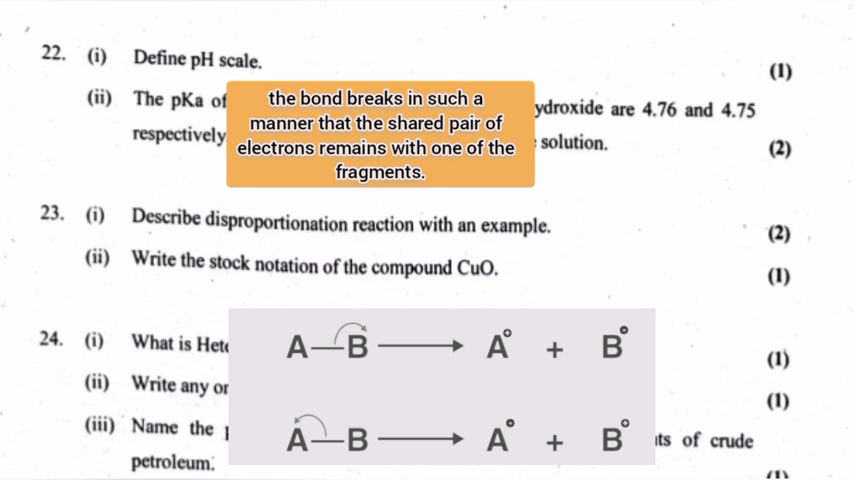 22. (i) Define pH scale. (1)
(ii) The pKa of
the bond breaks in such a
manner that the shared pair of
electrons remains with one of the
fragments.
ydroxide are 4.76 and 4.75
respectively
solution. (2)
23. (i) Describe disproportionation reaction with an example. (2)
(ii) Write the stock notation of the compound CuO. (1)
24. (i) What is Hete (1)
A—B → A° + B°
(ii) Write any or (1)
(iii) Name the
ts of crude
A—B → A° + B°
petroleum. (1)